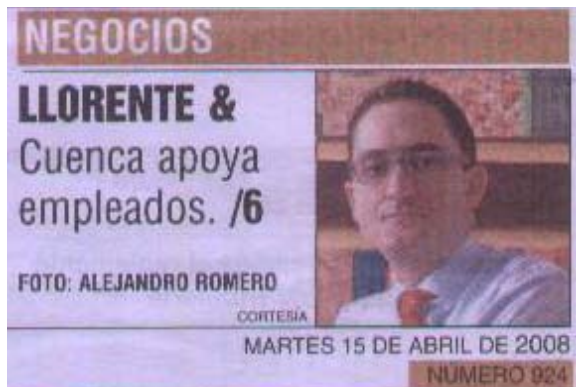 NEGOCIOS
LLORENTE &
Cuenca apoya
empleados. /6
FOTO: ALEJANDRO ROMERO
CORTESÍA
MARTES 15 DE ABRIL DE 2008
NÚMERO 924